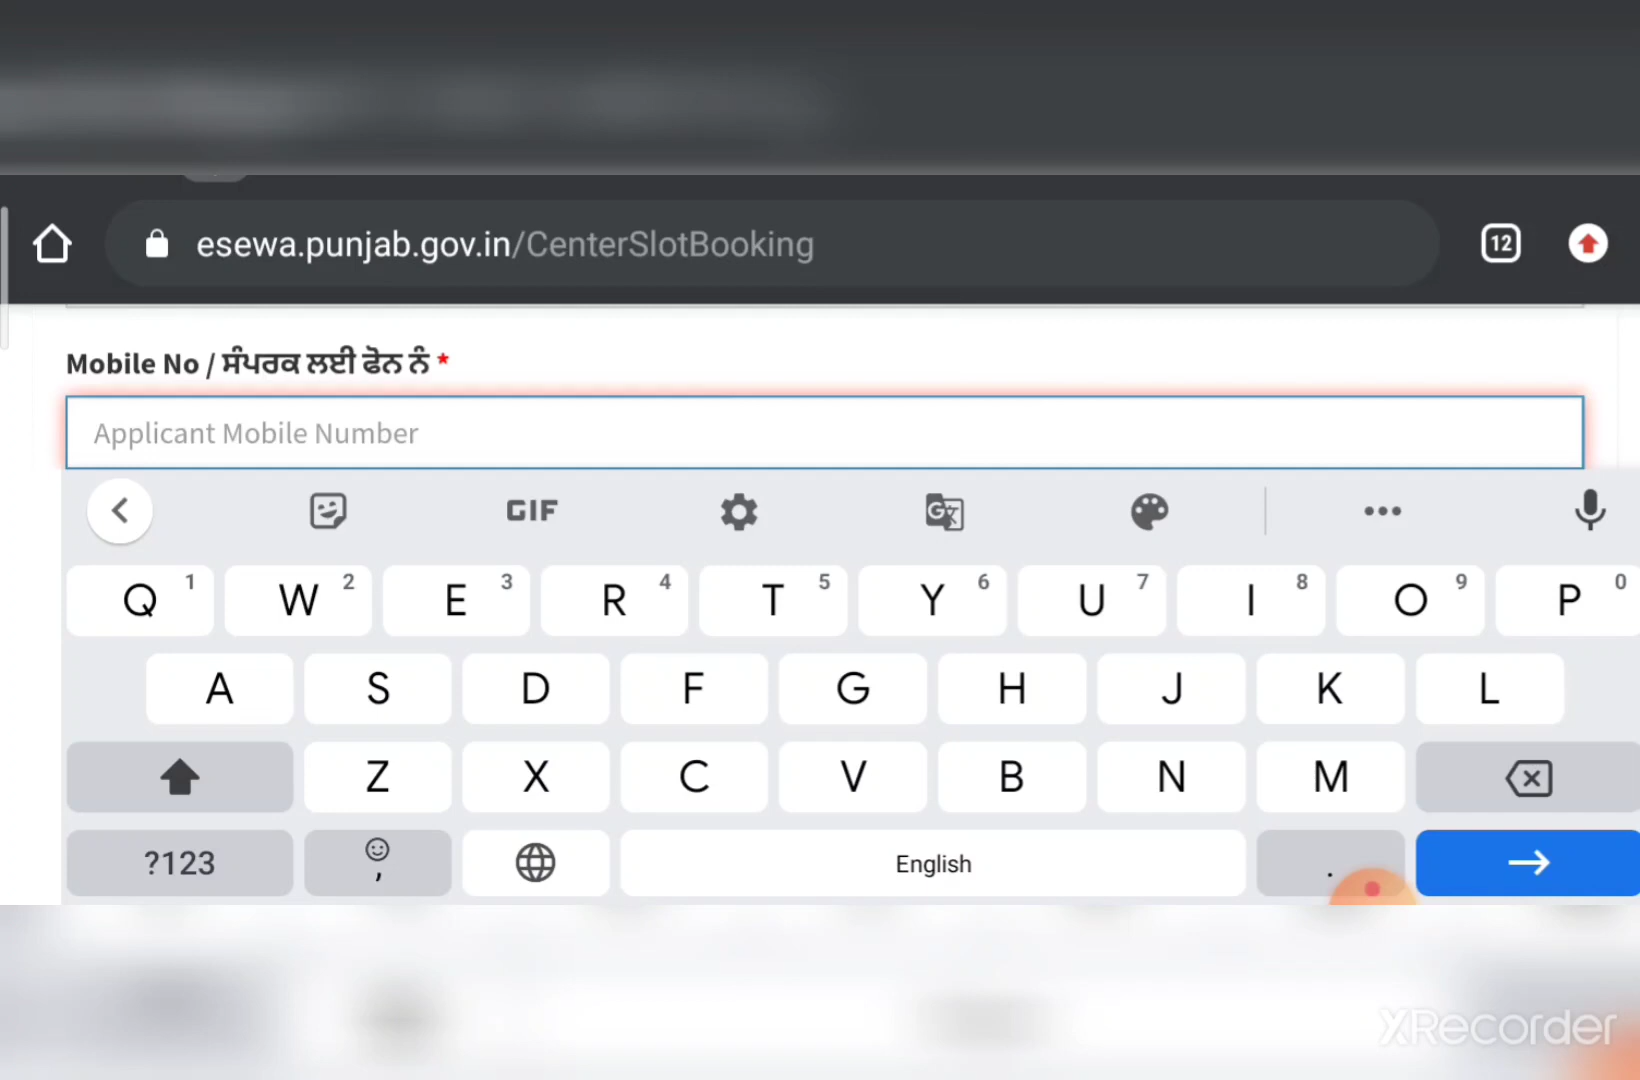 esewa.punjab.gov.in/CenterSlotBooking
12
Mobile No / ਸੰਪਰਕ ਲਈ ਫੋਨ ਨੰ *
Applicant Mobile Number
GIF
Q 1 W 2 E 3 R 4 T 5 Y 6 U 7 I 8 O 9 P 0
A S D F G H J K L
Z X C V B N M
?123 , English .
XRecorder